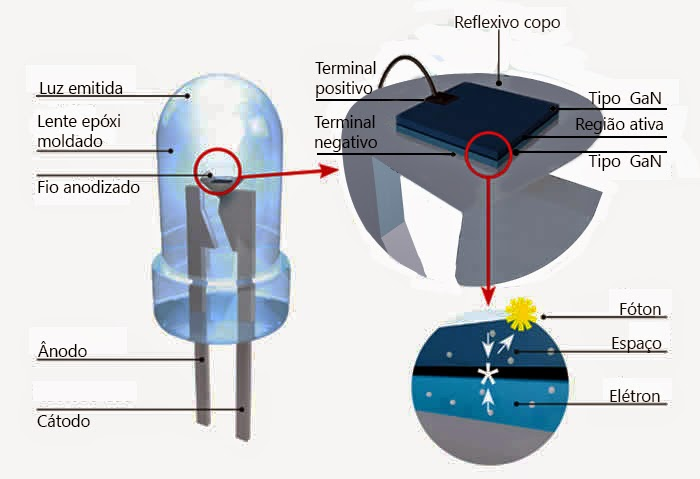 Luz emitida
Lente epóxi
moldado
Fio anodizado
Ânodo
Cátodo
Reflexivo copo
Terminal
positivo
Terminal
negativo
Tipo GaN
Região ativa
Tipo GaN
Fóton
Espaço
Elétron